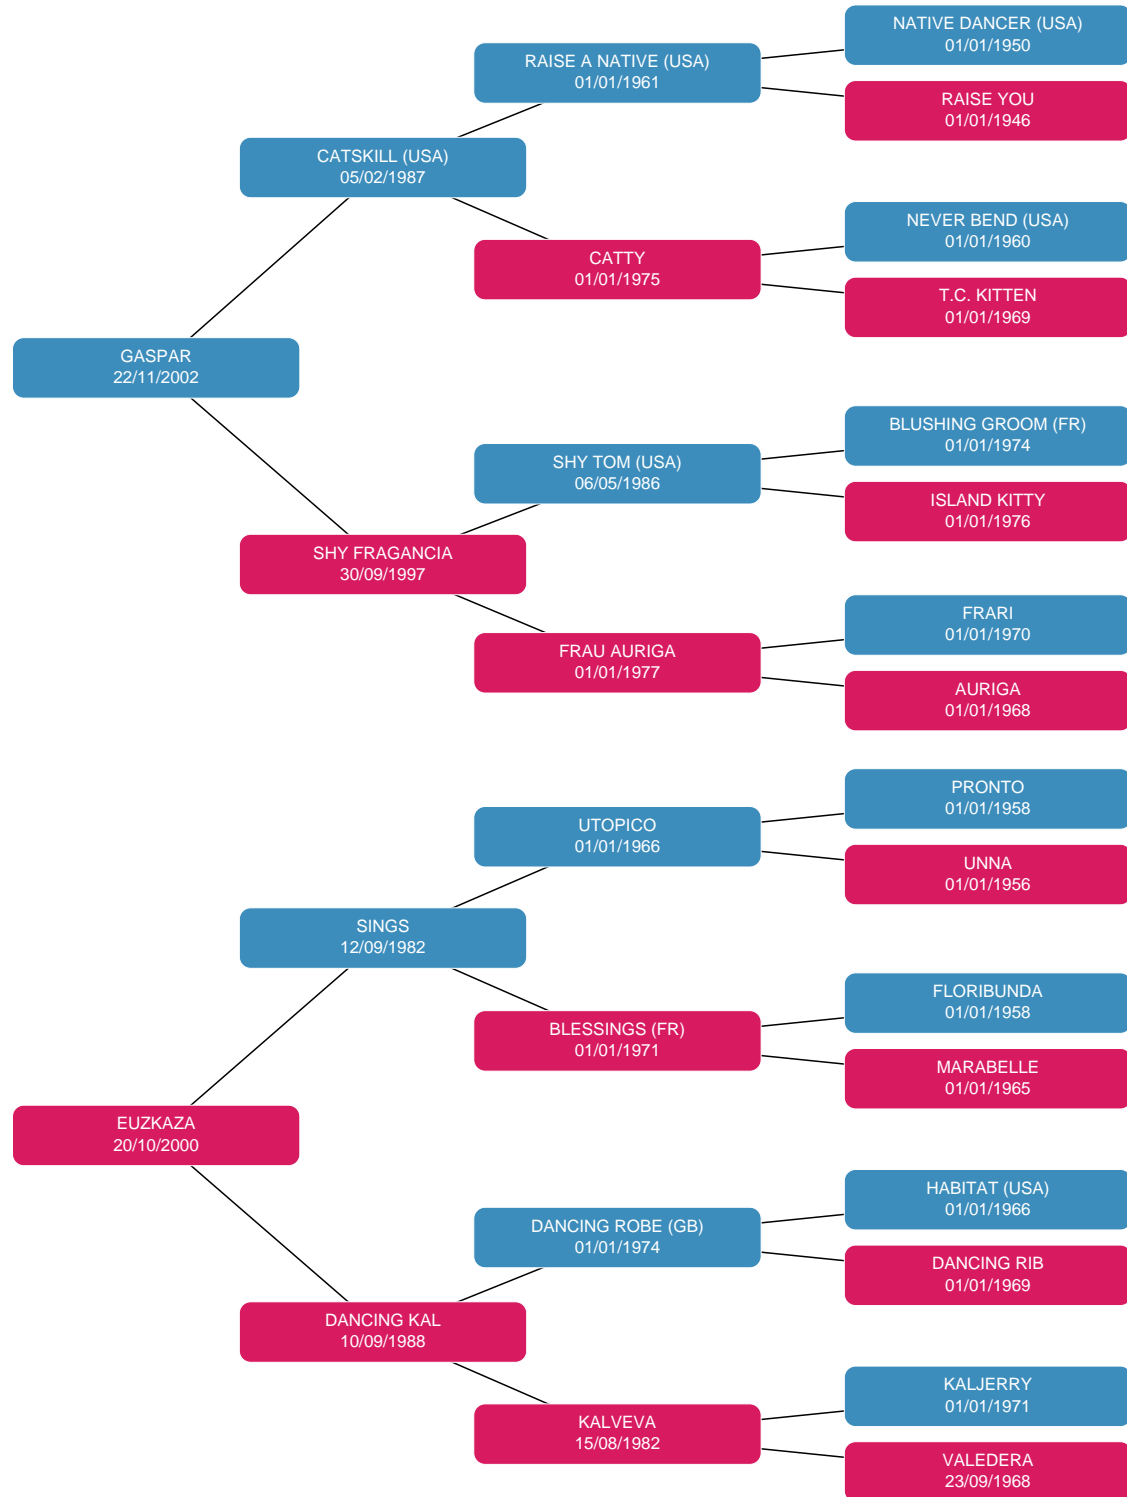 NATIVE DANCER (USA)
01/01/1950
RAISE A NATIVE (USA)
01/01/1961
RAISE YOU
01/01/1946
CATSKILL (USA)
05/02/1987
NEVER BEND (USA)
01/01/1960
CATTY
01/01/1975
T.C. KITTEN
01/01/1969
GASPAR
22/11/2002
BLUSHING GROOM (FR)
01/01/1974
SHY TOM (USA)
06/05/1986
ISLAND KITTY
01/01/1976
SHY FRAGANCIA
30/09/1997
FRARI
01/01/1970
FRAU AURIGA
01/01/1977
AURIGA
01/01/1968
PRONTO
01/01/1958
UTOPICO
01/01/1966
UNNA
01/01/1956
SINGS
12/09/1982
FLORIBUNDA
01/01/1958
BLESSINGS (FR)
01/01/1971
MARABELLE
01/01/1965
EUZKAZA
20/10/2000
HABITAT (USA)
01/01/1966
DANCING ROBE (GB)
01/01/1974
DANCING RIB
01/01/1969
DANCING KAL
10/09/1988
KALJERRY
01/01/1971
KALVEVA
15/08/1982
VALEDERA
23/09/1968